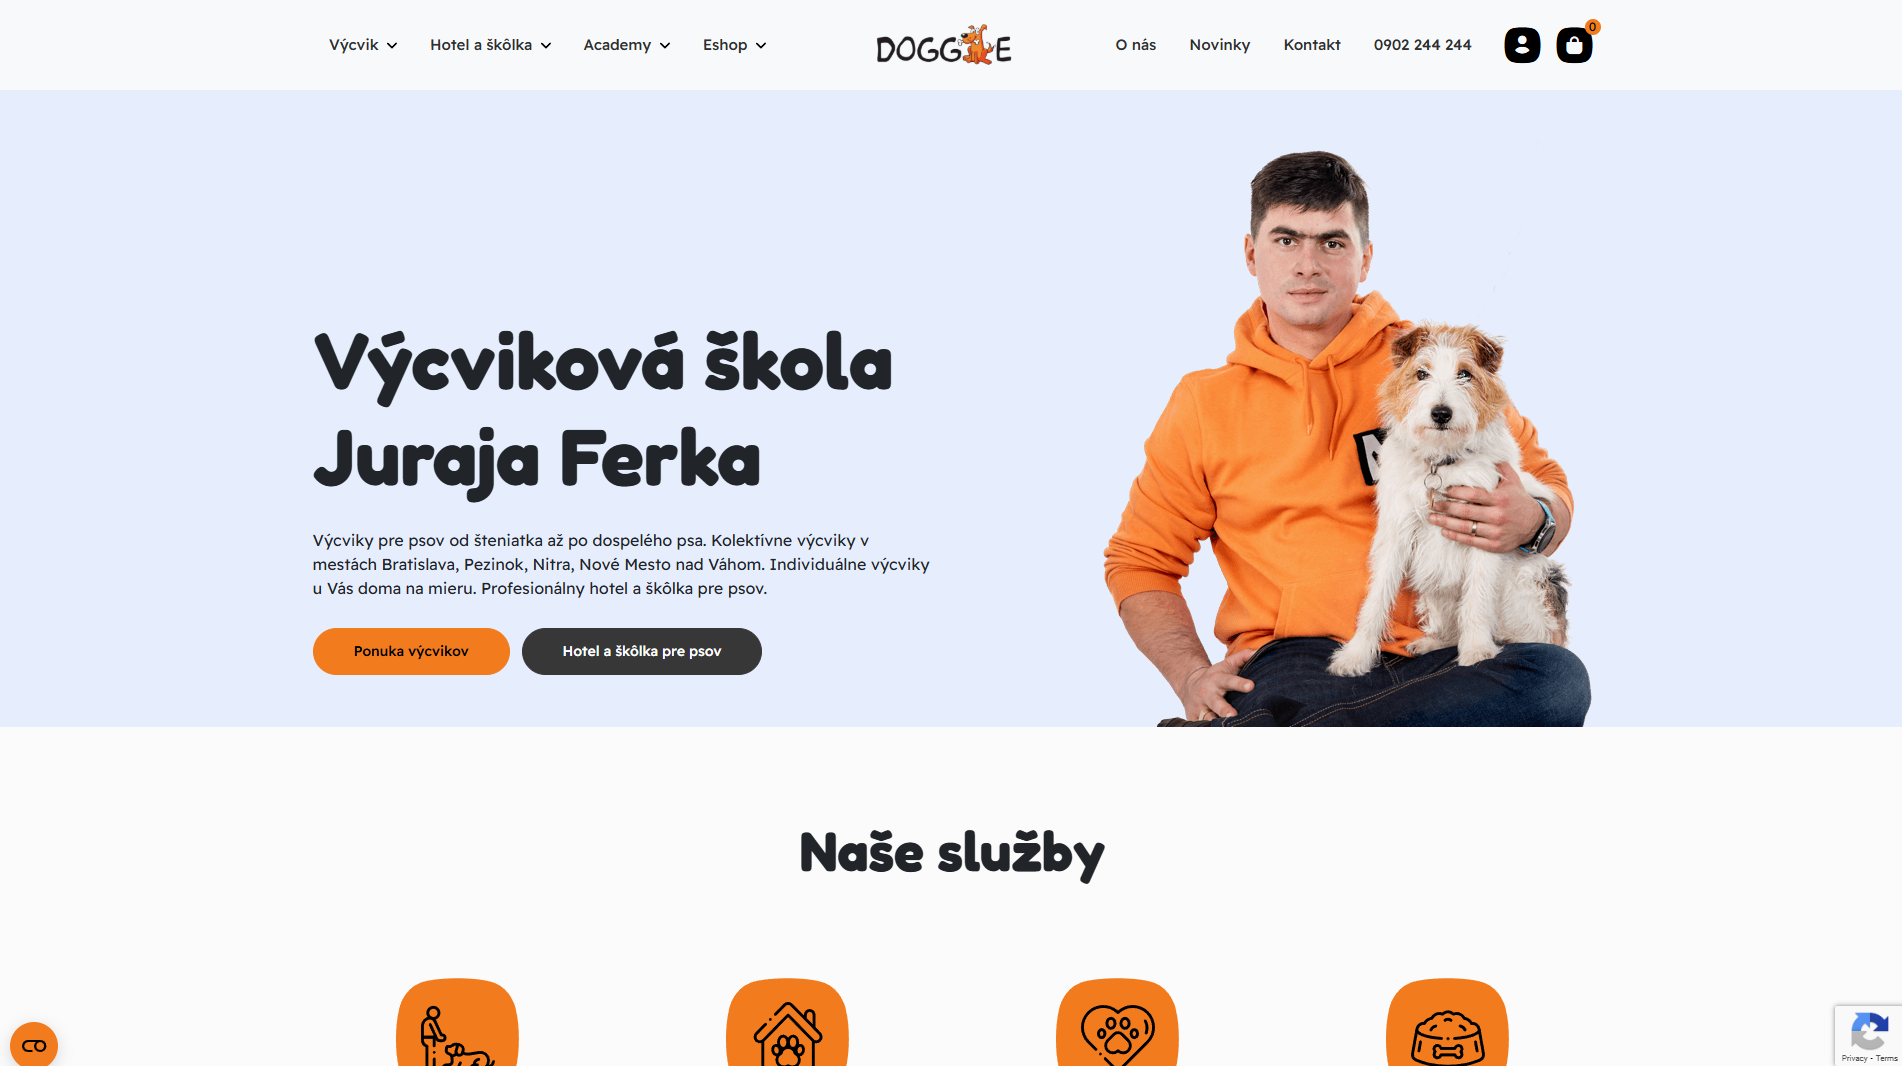 Výcvik
Hotel a škôlka
Academy
Eshop
DOGGIE
O nás
Novinky
Kontakt
0902 244 244
0
Výcviková škola
Juraja Ferka
Výcviky pre psov od šteniatka až po dospelého psa. Kolektívne výcviky v
mestách Bratislava, Pezinok, Nitra, Nové Mesto nad Váhom. Individuálne výcviky
u Vás doma na mieru. Profesionálny hotel a škôlka pre psov.
Ponuka výcvikov
Hotel a škôlka pre psov
Naše služby
Privacy - Terms